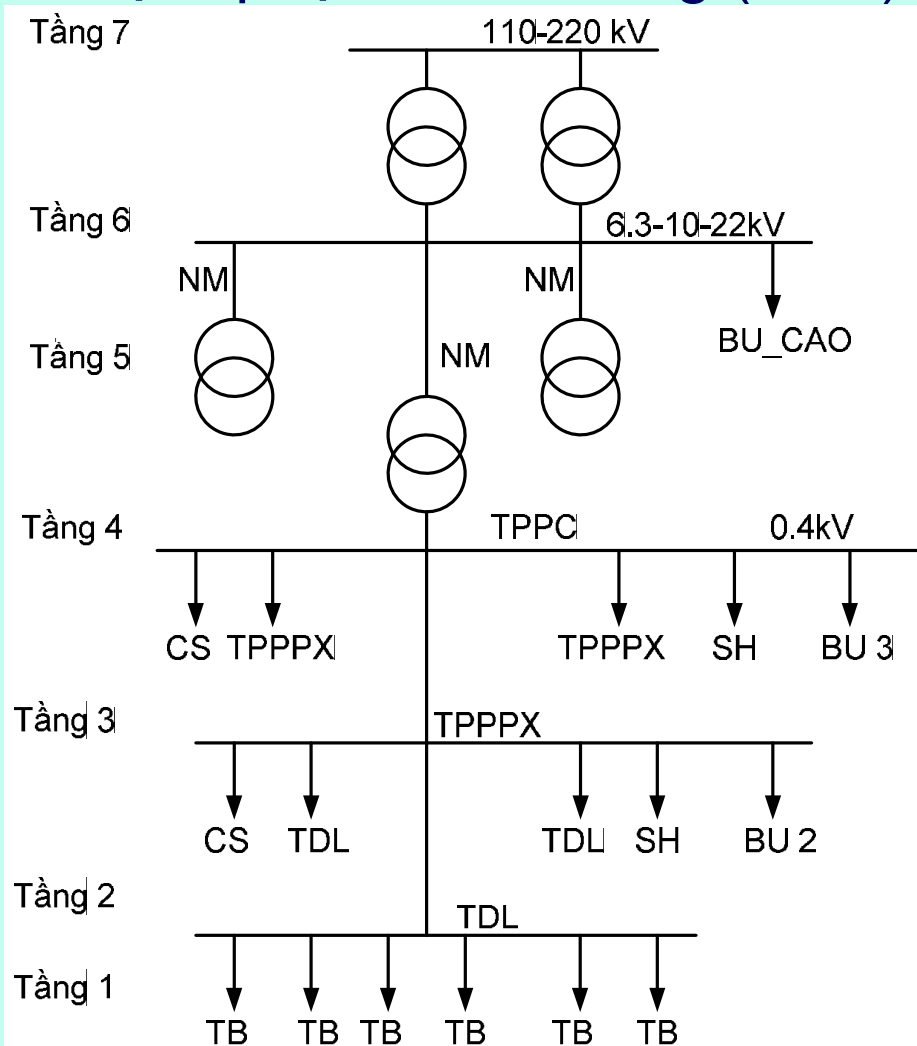 Tầng 7
110-220 kV
Tầng 6
6.3-10-22kV
NM
NM
BU_CAO
Tầng 5
NM
Tầng 4
TPPC
0.4kV
CS TPPPX TPPPX SH BU 3
Tầng 3
TPPPX
CS TDL TDL SH BU 2
Tầng 2
TDL
Tầng 1
TB TB TB TB TB TB